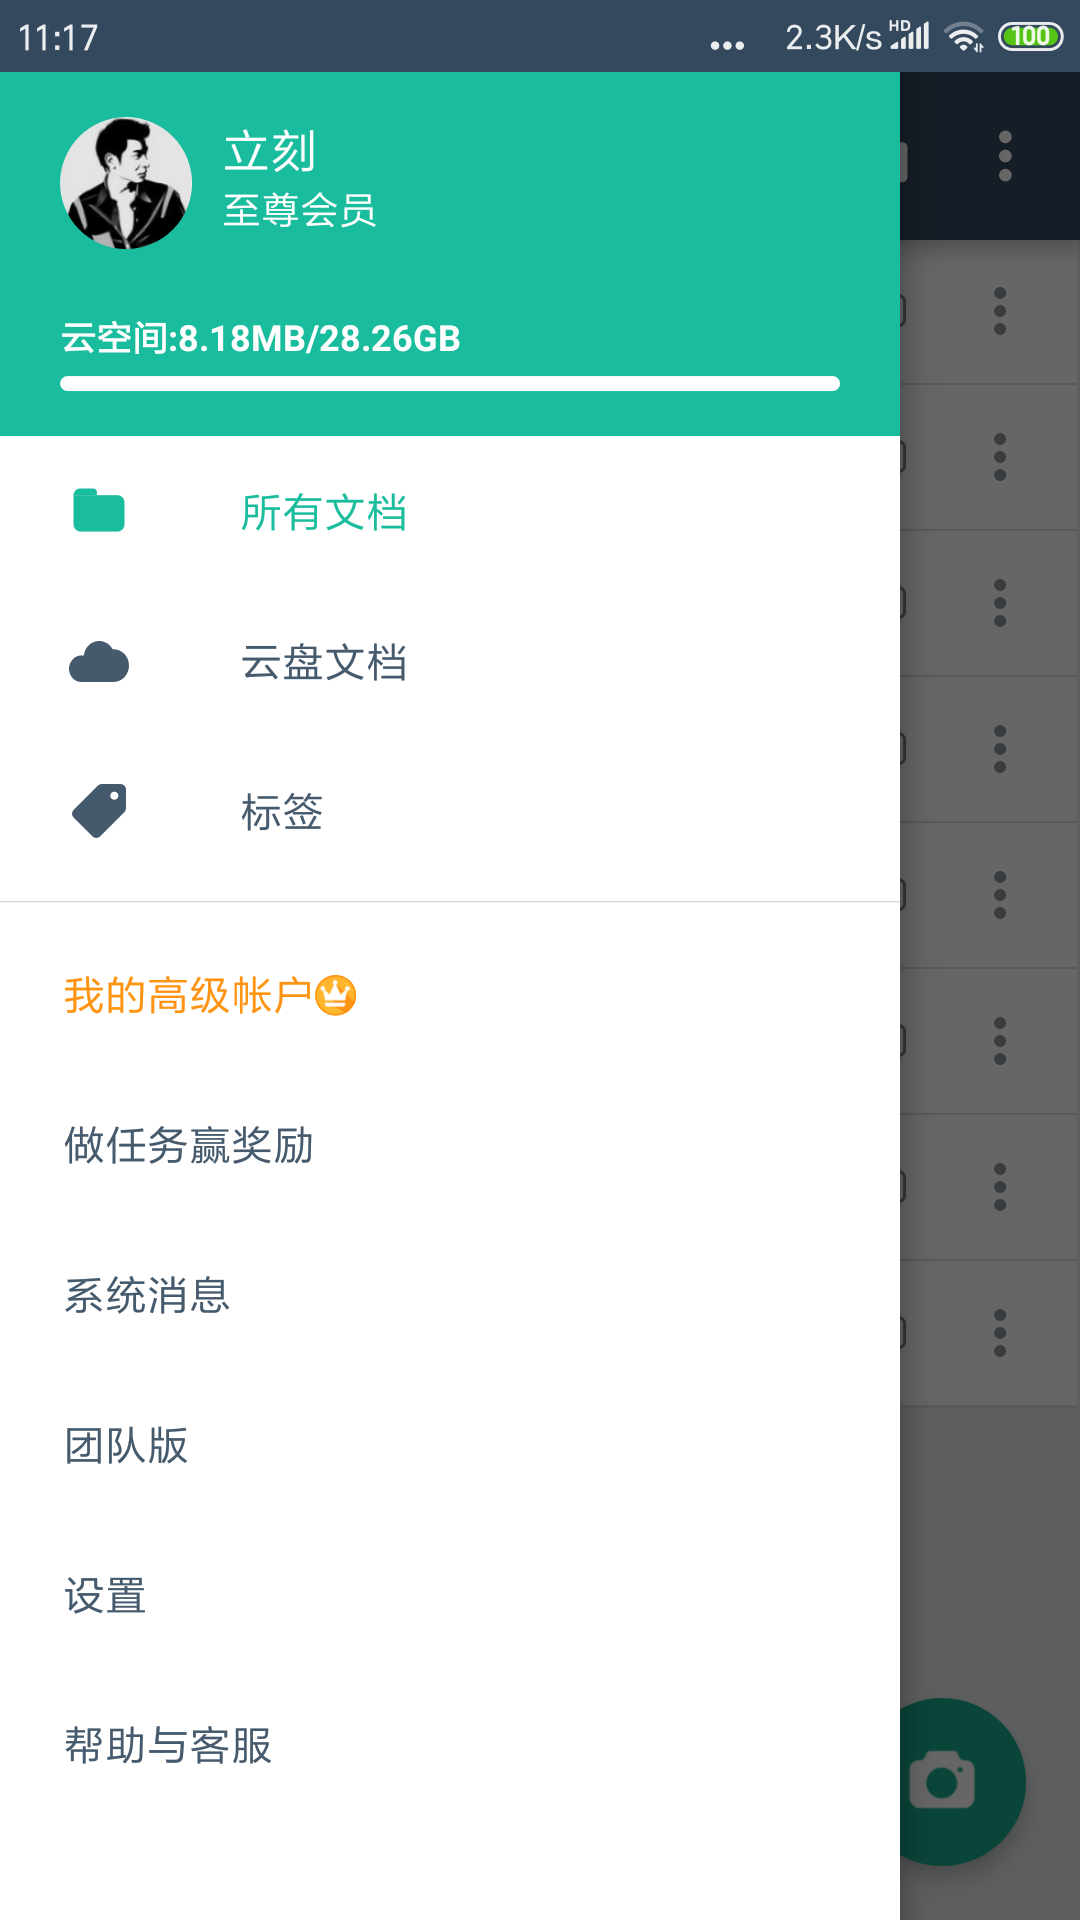 11:17
... 2.3K/s HD 100
立刻
至尊会员
云空间:8.18MB/28.26GB
所有文档
云盘文档
标签
我的高级帐户
做任务赢奖励
系统消息
团队版
设置
帮助与客服